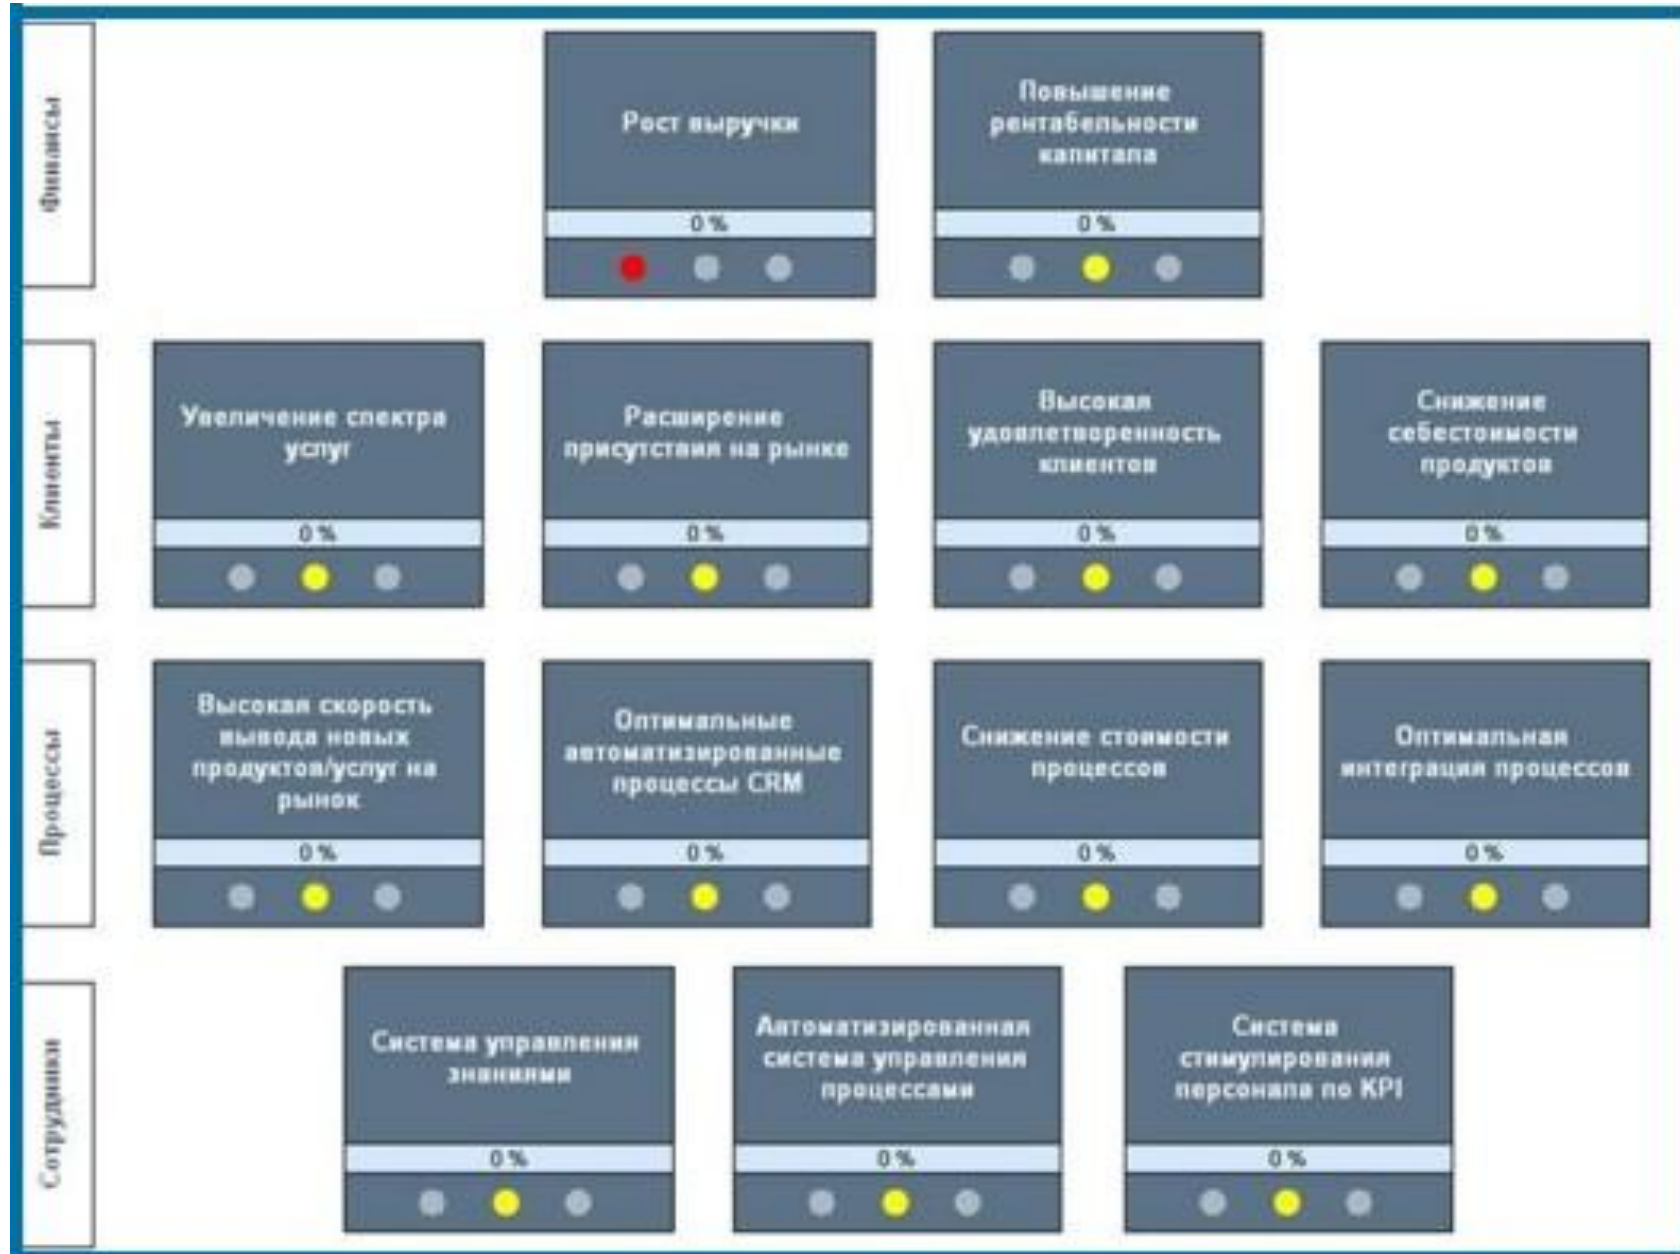 Финансы
Рост выручки
0 %
Повышение
рентабельности
капитала
0 %
Клиенты
Увеличение спектра
услуг
0 %
Расширение
присутствия на рынке
0 %
Высокая
удовлетворенность
клиентов
0 %
Снижение
себестоимости
продуктов
0 %
Процессы
Высокая скорость
вывода новых
продуктов/услуг на
рынок
0 %
Оптимальные
автоматизированные
процессы CRM
0 %
Снижение стоимости
процессов
0 %
Оптимальная
интеграция процессов
0 %
Сотрудники
Система управления
знаниями
0 %
Автоматизированная
система управления
процессами
0 %
Система
стимулирования
персонала по KPI
0 %